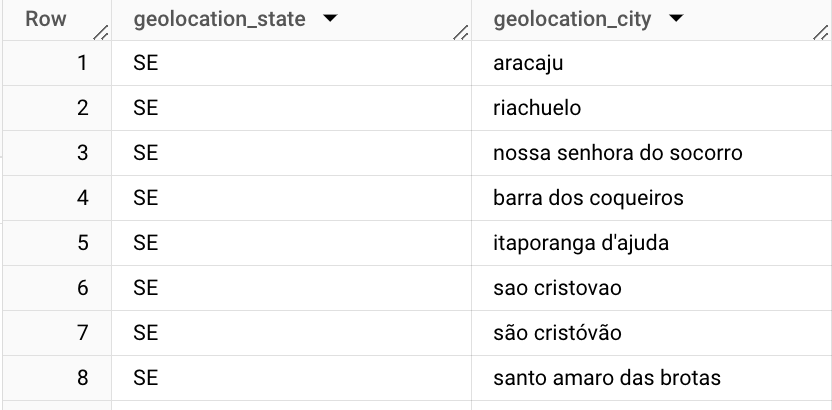 Row geolocation_state geolocation_city
1 SE aracaju
2 SE riachuelo
3 SE nossa senhora do socorro
4 SE barra dos coqueiros
5 SE itaporanga d'ajuda
6 SE sao cristovao
7 SE são cristóvão
8 SE santo amaro das brotas